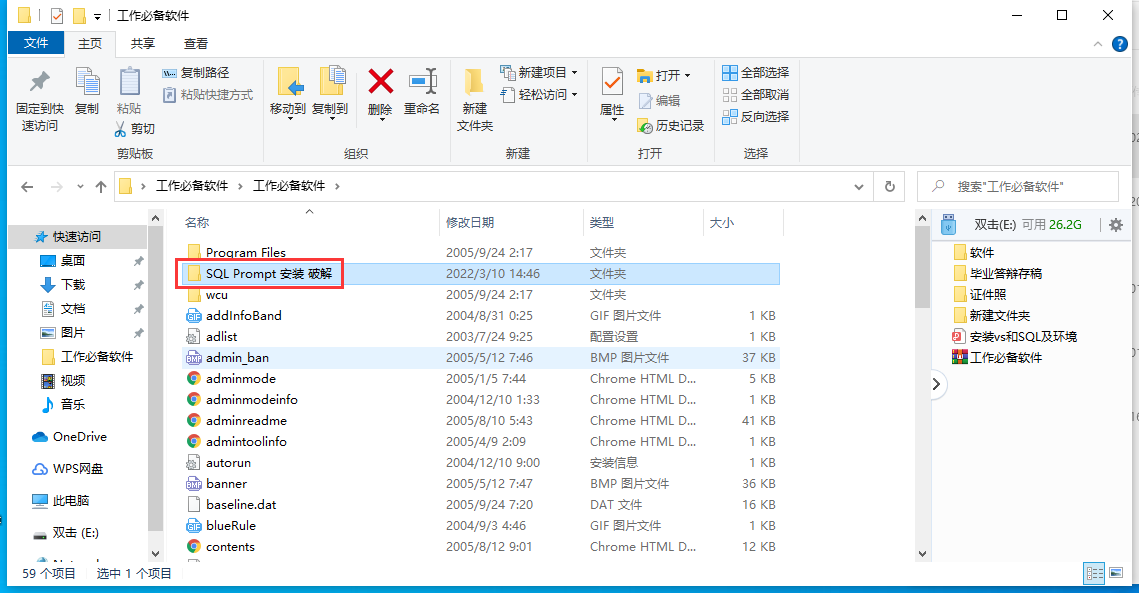 工作必备软件
文件 主页 共享 查看
固定到快速访问
复制
粘贴
复制路径
粘贴快捷方式
剪切
剪贴板
移动到
复制到
删除
重命名
组织
新建
文件夹
新建项目
轻松访问
新建
属性
打开
编辑
历史记录
打开
全部选择
全部取消
反向选择
选择
工作必备软件 工作必备软件
搜索"工作必备软件"
快速访问
桌面
下载
文档
图片
工作必备软件
视频
音乐
OneDrive
WPS网盘
此电脑
双击 (E:)
名称 修改日期 类型 大小
Program Files 2005/9/24 2:17 文件夹
SQL Prompt 安装 破解 2022/3/10 14:46 文件夹
wcu 2005/9/24 2:17 文件夹
addInfoBand 2004/8/31 0:25 GIF 图片文件 1 KB
adlist 2003/7/24 9:25 配置设置 1 KB
admin_ban 2005/5/12 7:46 BMP 图片文件 37 KB
adminmode 2005/1/5 7:44 Chrome HTML D... 5 KB
adminmodeinfo 2004/12/10 1:33 Chrome HTML D... 1 KB
adminreadme 2005/8/10 5:43 Chrome HTML D... 41 KB
admintoolinfo 2005/4/9 2:09 Chrome HTML D... 1 KB
autorun 2004/12/10 9:00 安装信息 1 KB
banner 2005/5/12 7:47 BMP 图片文件 36 KB
baseline.dat 2005/9/24 7:20 DAT 文件 16 KB
blueRule 2004/9/3 4:46 GIF 图片文件 1 KB
contents 2005/8/12 9:01 Chrome HTML D... 12 KB
双击(E:) 可用 26.2G
软件
毕业答辩存稿
证件照
新建文件夹
安装vs和SQL及环境
工作必备软件
59 个项目 选中 1 个项目